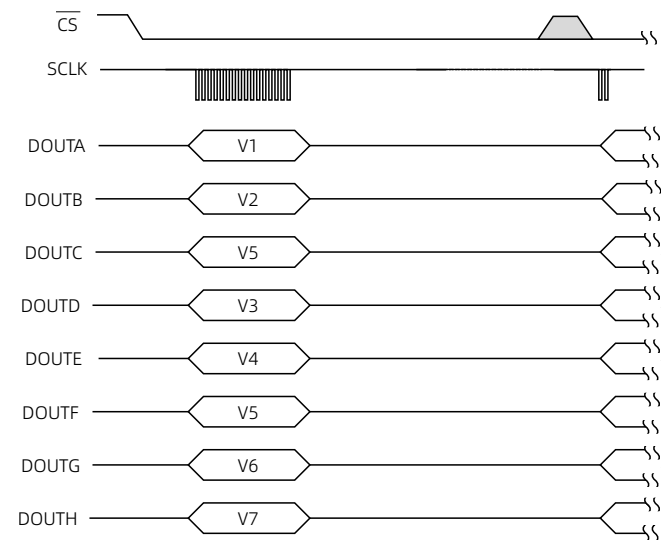 CS
SCLK
DOUTA V1
DOUTB V2
DOUTC V5
DOUTD V3
DOUTE V4
DOUTF V5
DOUTG V6
DOUTH V7